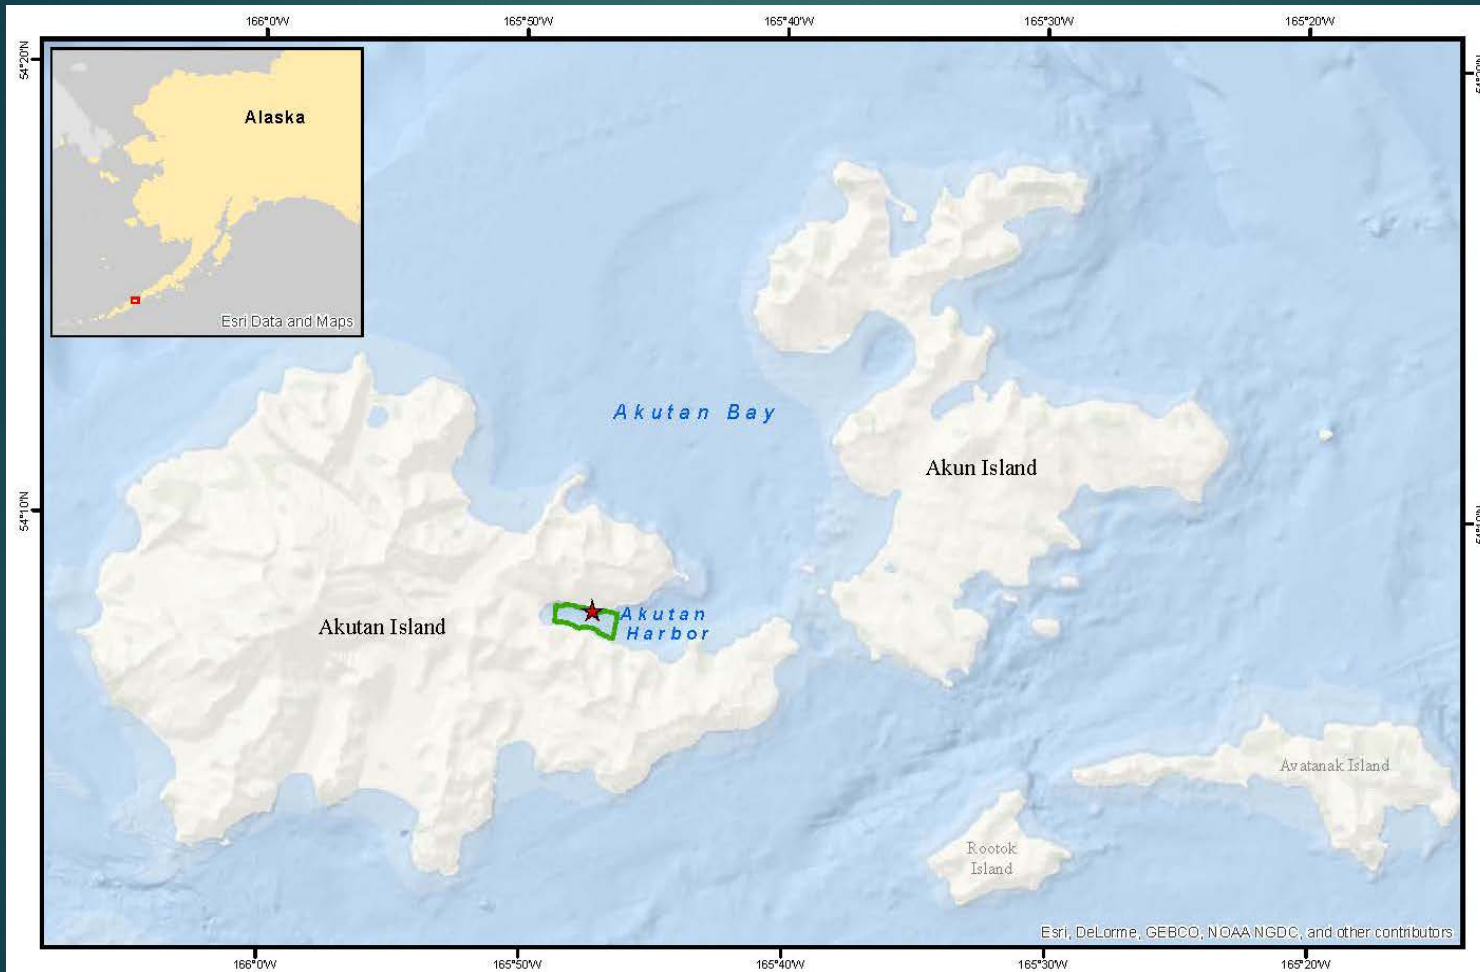 166°0'W
165°50'W
165°40'W
165°30'W
165°20'W
54°20'N
Alaska
Esri Data and Maps
Akutan Bay
Akun Island
54°10'N
54°10'N
Akutan Island
Akutan
Harbor
Avatanak Island
Rootok
Island
Esri, DeLorme, GEBCO, NOAA NGDC, and other contributors
166°0'W
165°50'W
165°40'W
165°30'W
165°20'W